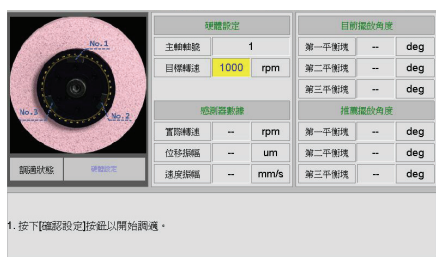 No.1
No.2
No.3
調適狀態 硬體設定
硬體設定
主軸軸號 1
目標轉速 1000 rpm
感測器數據
實際轉速 -- rpm
位移振幅 -- um
速度振幅 -- mm/s
目前擺放角度
第一平衡塊 -- deg
第二平衡塊 -- deg
第三平衡塊 -- deg
推薦擺放角度
第一平衡塊 -- deg
第二平衡塊 -- deg
第三平衡塊 -- deg
1. 按下[確認設定]按鈕以開始調適。